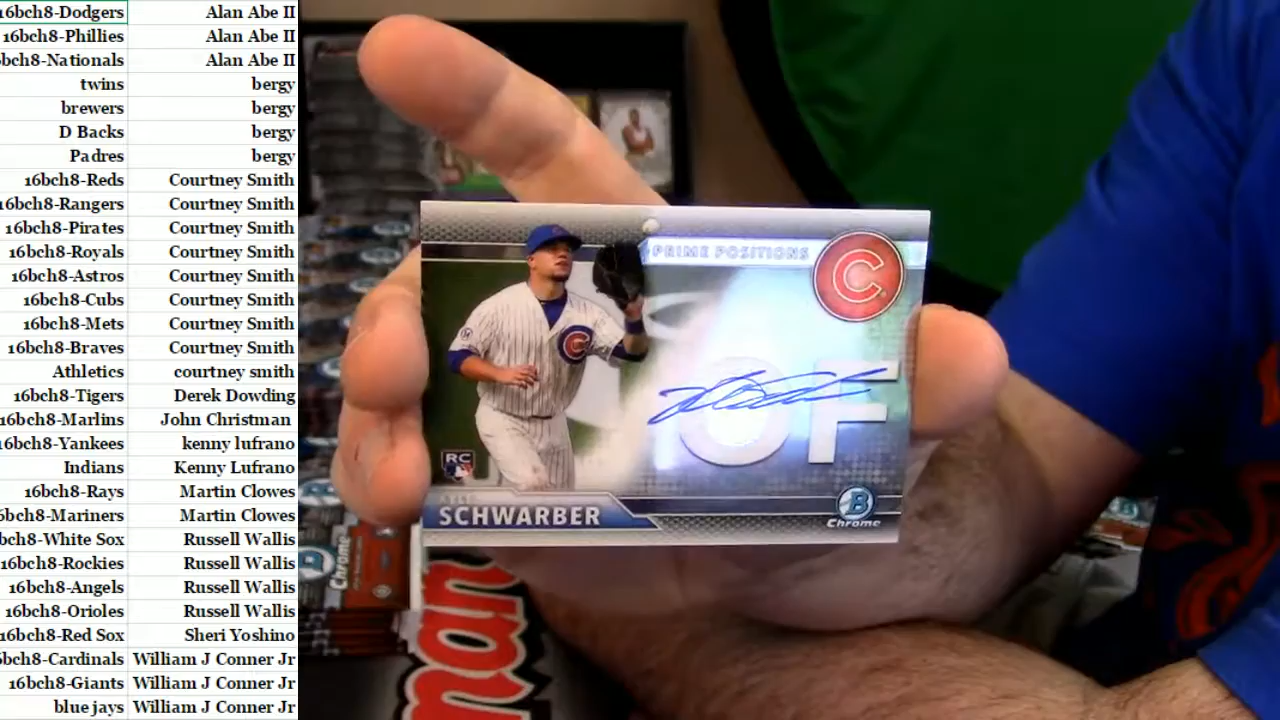 16bch8-Dodgers Alan Abe II
16bch8-Phillies Alan Abe II
bch8-Nationals Alan Abe II
twins bergy
brewers bergy
D Backs bergy
Padres bergy
16bch8-Reds Courtney Smith
16bch8-Rangers Courtney Smith
16bch8-Pirates Courtney Smith
16bch8-Royals Courtney Smith
16bch8-Astros Courtney Smith
16bch8-Cubs Courtney Smith
16bch8-Mets Courtney Smith
16bch8-Braves Courtney Smith
Athletics courtney smith
16bch8-Tigers Derek Dowding
16bch8-Marlins John Christman
16bch8-Yankees kenny lufrano
Indians Kenny Lufrano
16bch8-Rays Martin Clowes
6bch8-Mariners Martin Clowes
bch8-White Sox Russell Wallis
16bch8-Rockies Russell Wallis
16bch8-Angels Russell Wallis
16bch8-Orioles Russell Wallis
16bch8-Red Sox Sheri Yoshino
6bch8-Cardinals William J Conner Jr
16bch8-Giants William J Conner Jr
blue jays William J Conner Jr
PRIME POSITIONS
C
C
OF
RC
SCHWARBER
B
Chrome
Chrome
man